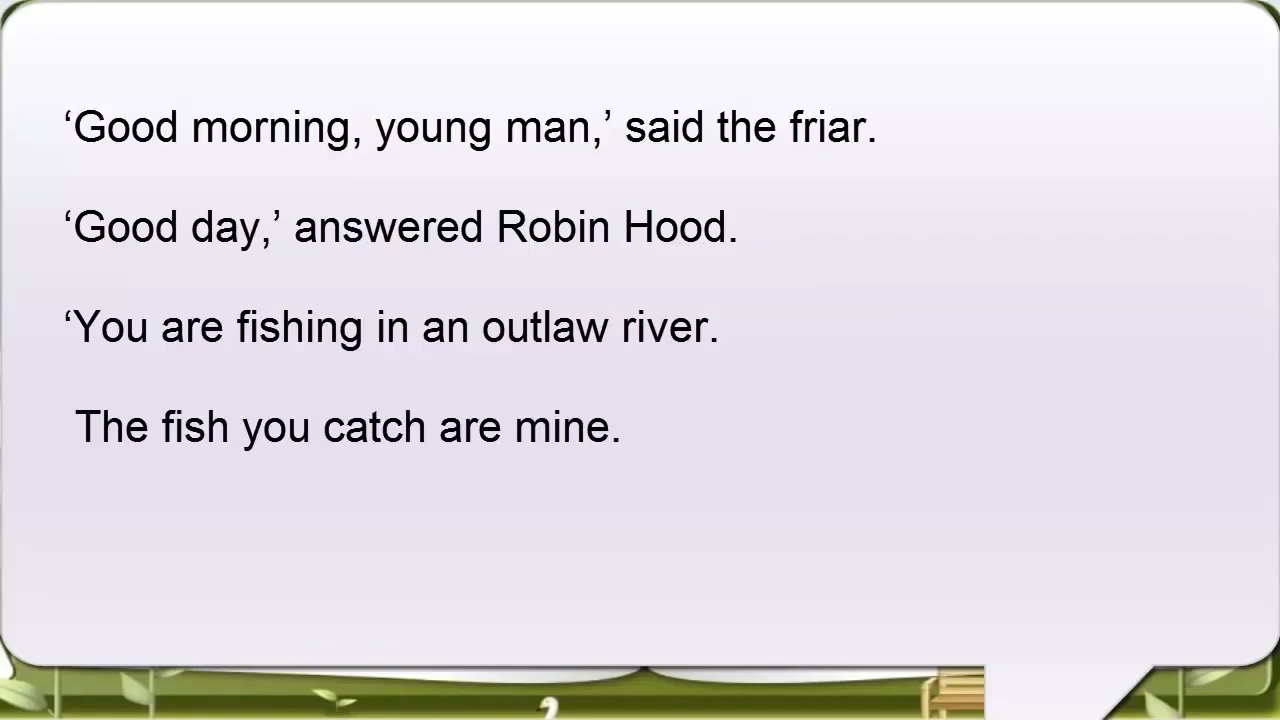 ‘Good morning, young man,’ said the friar.
‘Good day,’ answered Robin Hood.
‘You are fishing in an outlaw river.
The fish you catch are mine.